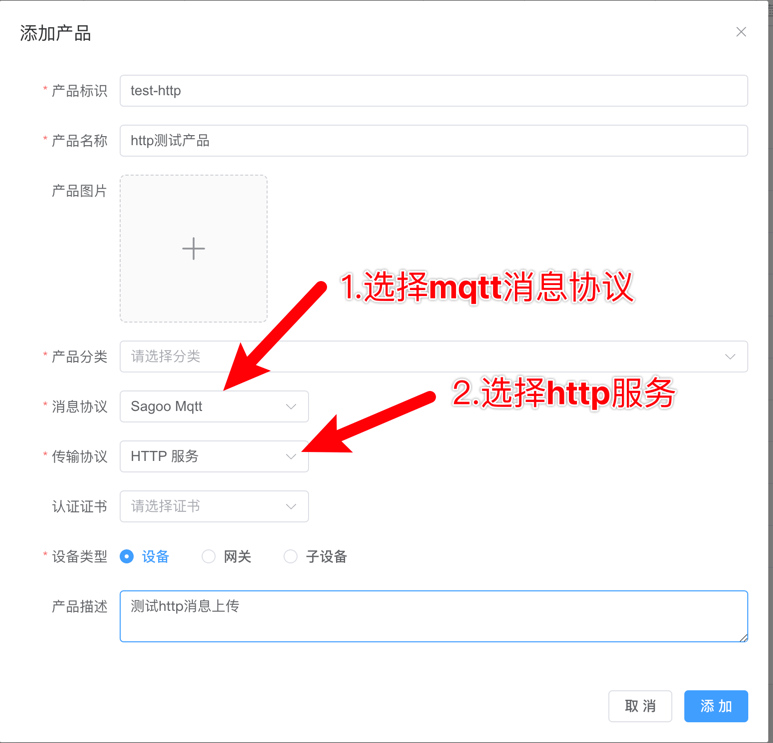 添加产品
* 产品标识 test-http
* 产品名称 http测试产品
产品图片
1.选择mqtt消息协议
* 产品分类 请选择分类
2.选择http服务
* 消息协议 Sagoo Mqtt
* 传输协议 HTTP 服务
认证证书 请选择证书
* 设备类型 设备 网关 子设备
产品描述 测试http消息上传
取 消 添 加